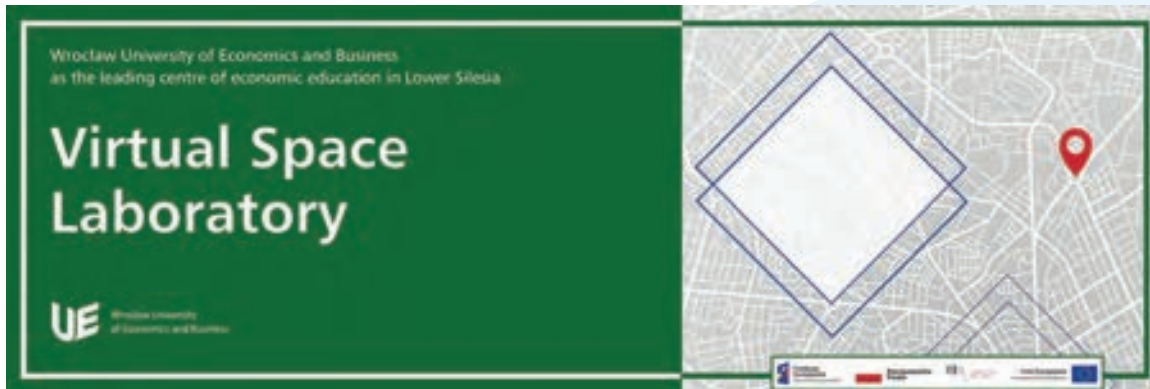 Wroclaw University of Economics and Business
as the leading centre of economic education in Lower Silesia
Virtual Space
Laboratory
UE
Wroclaw University
of Economics and Business